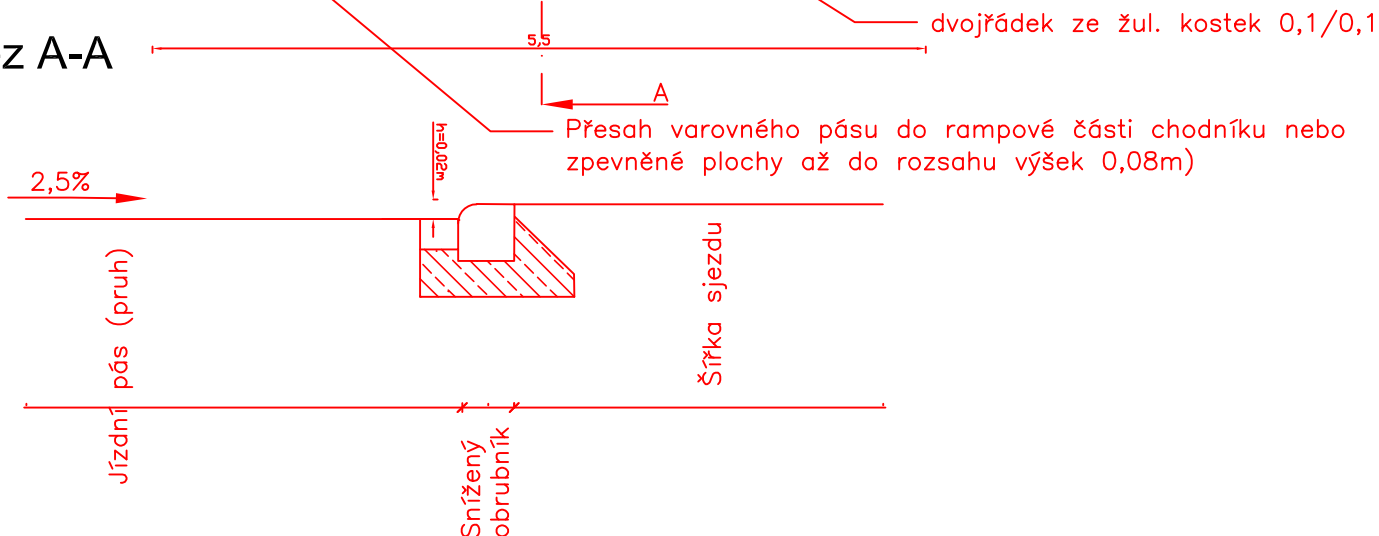 dvojřádek ze žul. kostek 0,1/0,1
z A-A
5,5
A
Přesah varovného pásu do rampové části chodníku nebo
zpevněné plochy až do rozsahu výšek 0,08m)
h=0,02m
2,5%
Jízdní pás (pruh)
Šířka sjezdu
Snížený
obrubník